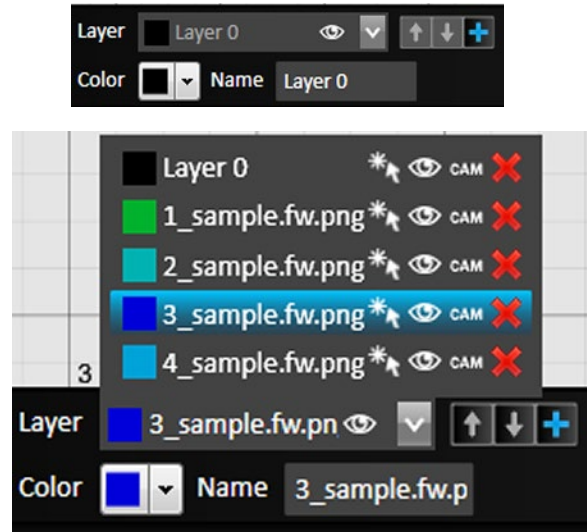 Layer Layer 0
Color Name Layer 0
Layer 0 CAM
1_sample.fw.png CAM
2_sample.fw.png CAM
3_sample.fw.png CAM
4_sample.fw.png CAM
3
Layer 3_sample.fw.pn
Color Name 3_sample.fw.p